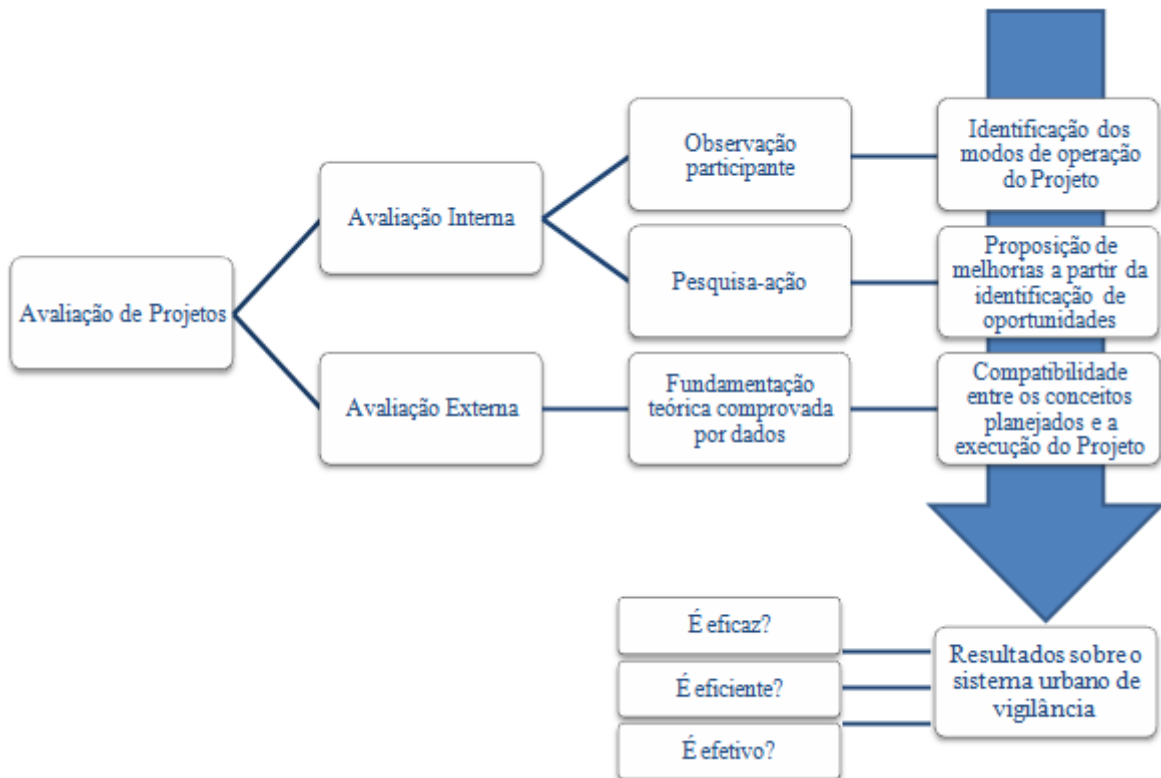 Avaliação de Projetos
Avaliação Interna
Observação
participante
Identificação dos
modos de operação
do Projeto
Pesquisa-ação
Proposição de
melhorias a partir da
identificação de
oportunidades
Avaliação Externa
Fundamentação
teórica comprovada
por dados
Compatibilidade
entre os conceitos
planejados e a
execução do Projeto
É eficaz?
É eficiente?
É efetivo?
Resultados sobre o
sistema urbano de
vigilância